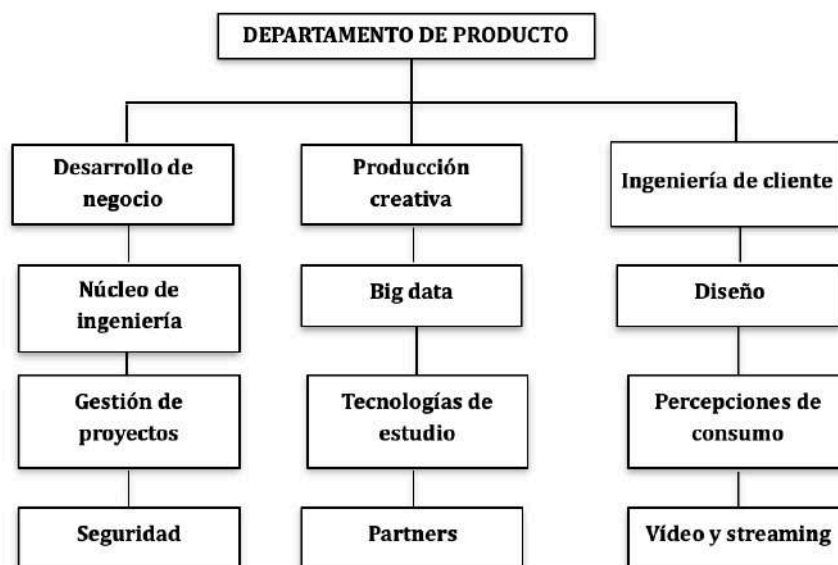 DEPARTAMENTO DE PRODUCTO
Desarrollo de
negocio
Producción
creativa
Ingeniería de cliente
Núcleo de
ingeniería
Big data
Diseño
Gestión de
proyectos
Tecnologías de
estudio
Percepciones de
consumo
Seguridad
Partners
Vídeo y streaming